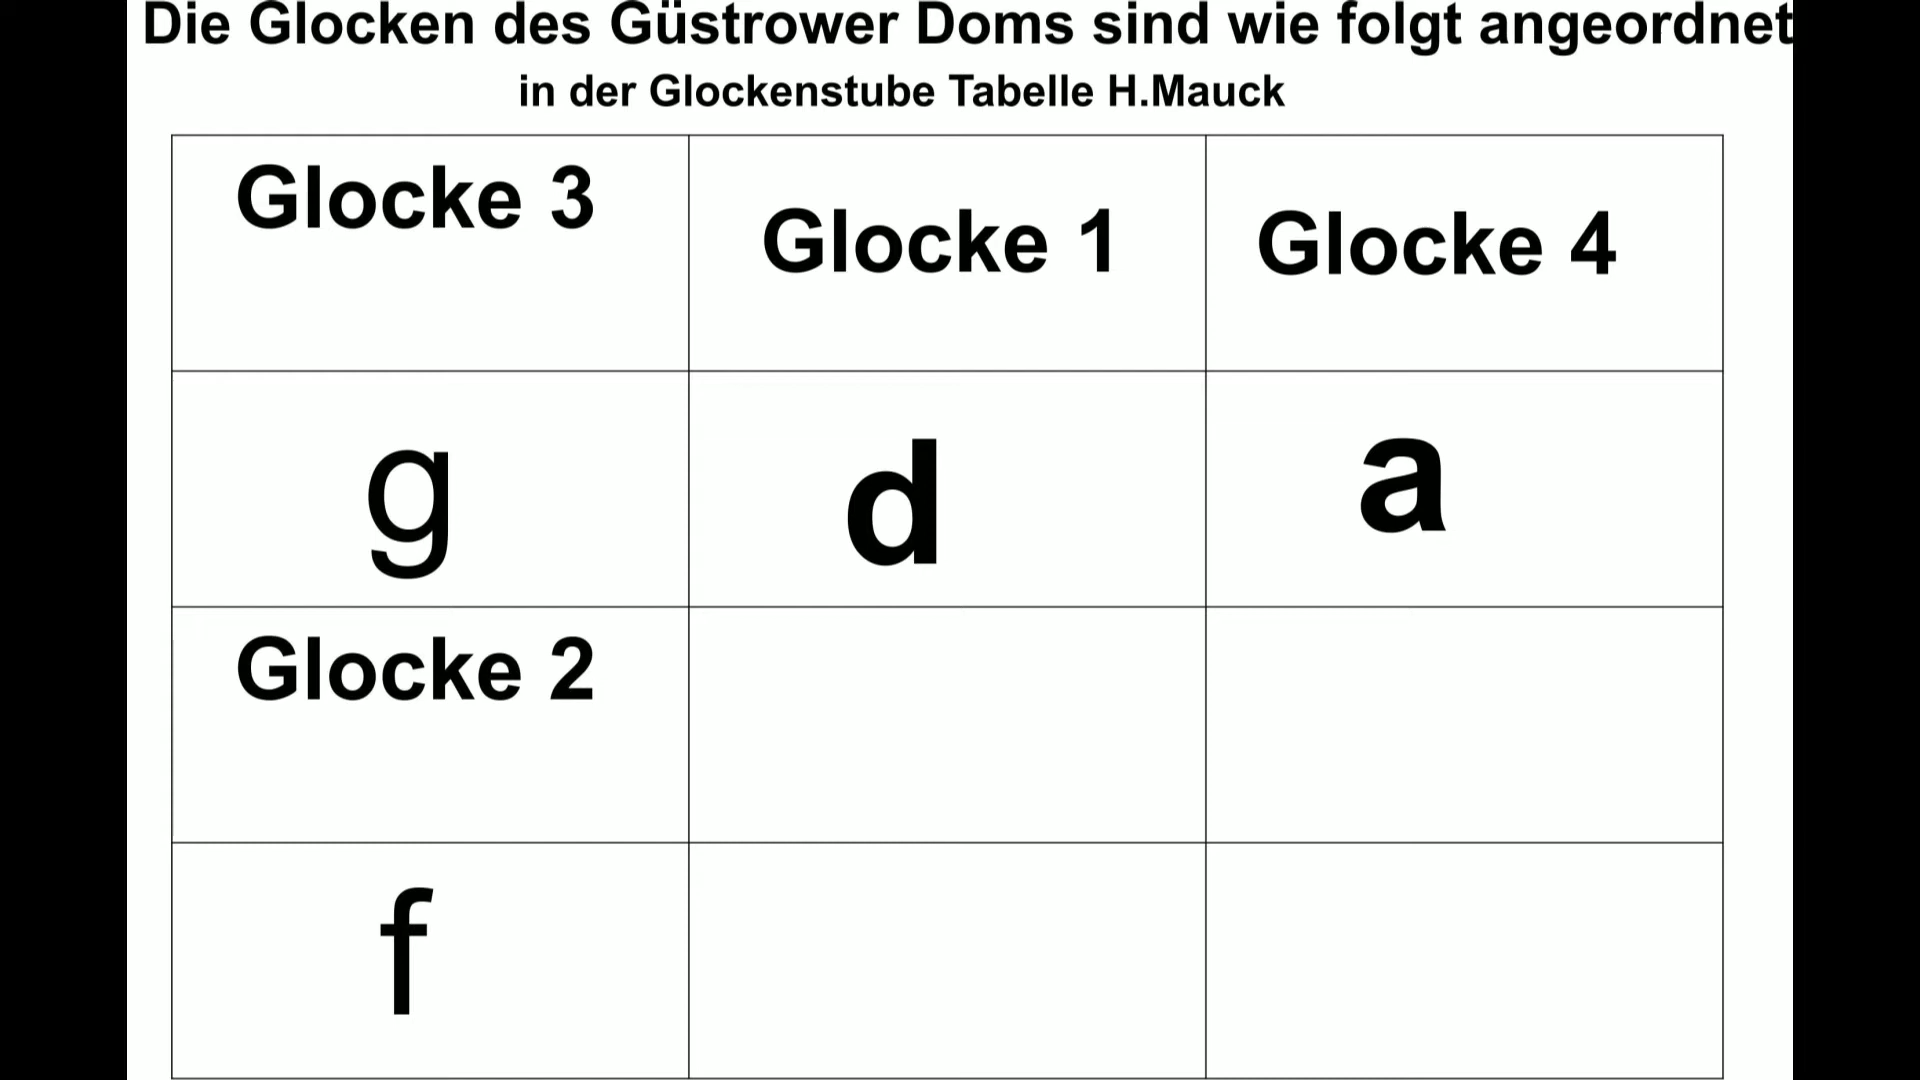 Die Glocken des Güstrower Doms sind wie folgt angeordnet
in der Glockenstube Tabelle H.Mauck
Glocke 3
Glocke 1
Glocke 4
g
d
a
Glocke 2
f